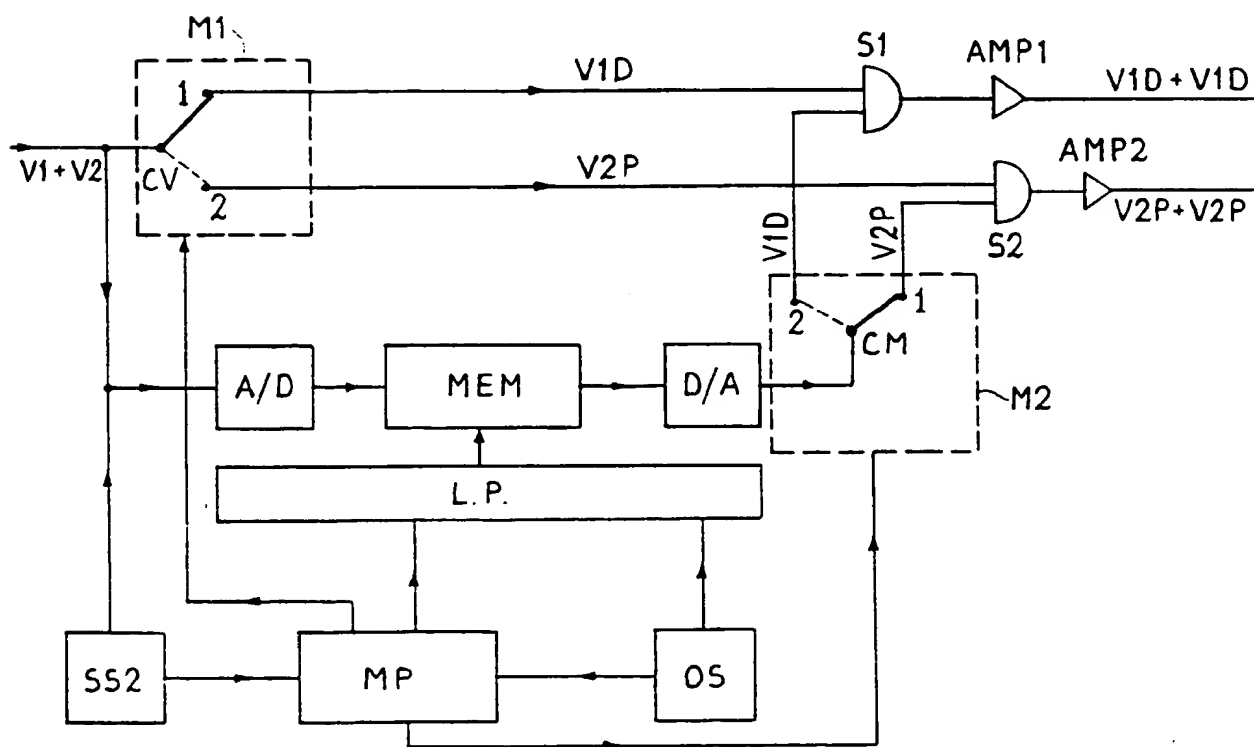 M1
S1
AMP1
1
V1D
V1D+V1D
V1+V2
CV
2
V2P
AMP2
V2P+V2P
S2
V1D
V2P
2
1
CM
A/D
MEM
D/A
M2
L.P.
SS2
MP
OS